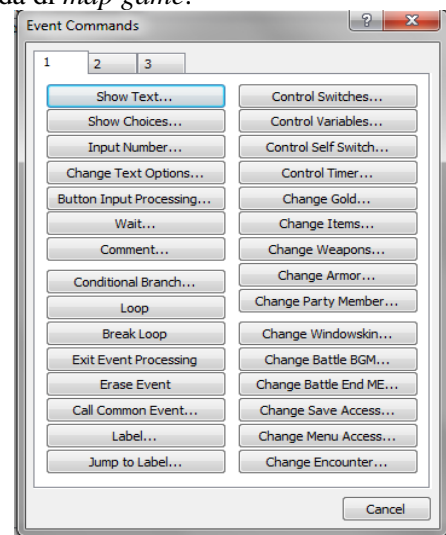 da di map game.
Event Commands
1 2 3
Show Text...
Show Choices...
Input Number...
Change Text Options...
Button Input Processing...
Wait...
Comment...
Conditional Branch...
Loop
Break Loop
Exit Event Processing
Erase Event
Call Common Event...
Label...
Jump to Label...
Control Switches...
Control Variables...
Control Self Switch...
Control Timer...
Change Gold...
Change Items...
Change Weapons...
Change Armor...
Change Party Member...
Change Windowskin...
Change Battle BGM...
Change Battle End ME...
Change Save Access...
Change Menu Access...
Change Encounter...
Cancel